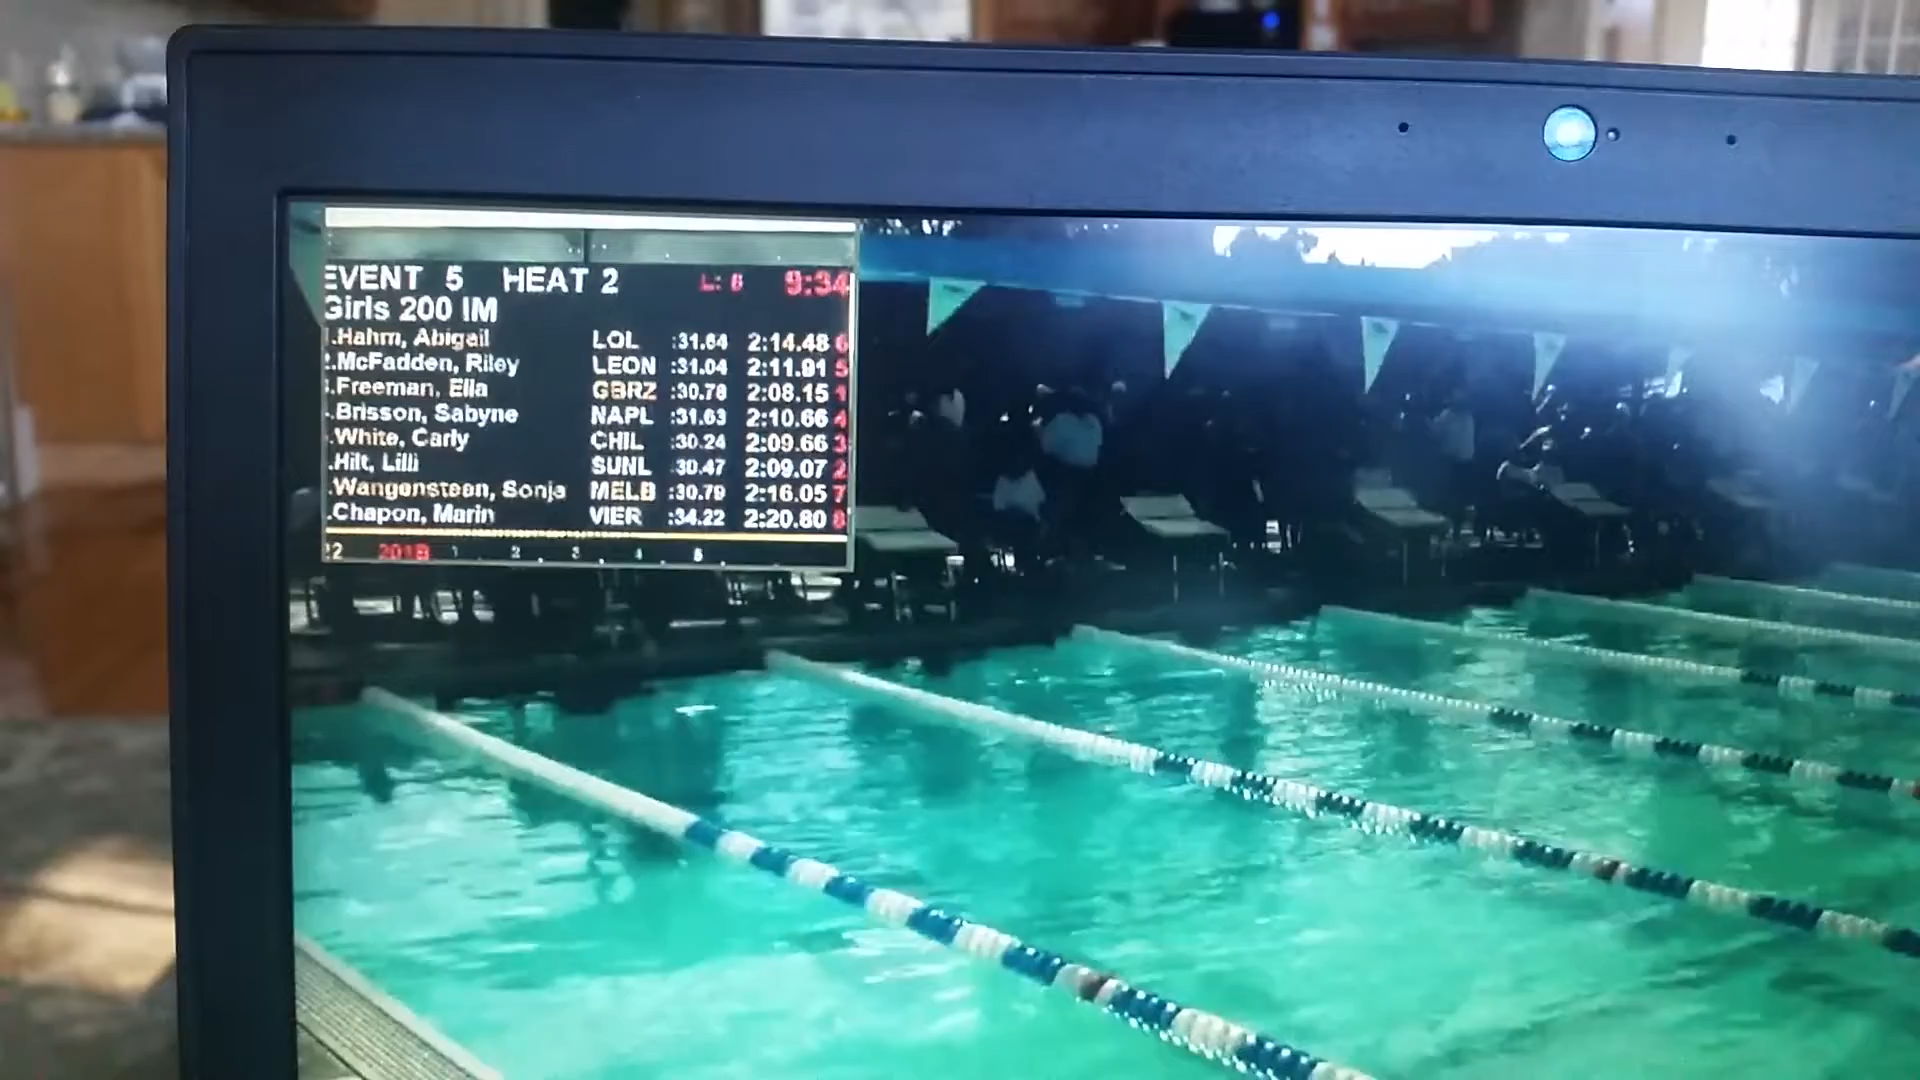 EVENT 5 HEAT 2 L: 6 9:34
Girls 200 IM
.Hahm, Abigail LOL :31.64 2:14.48 6
.McFadden, Riley LEON :31.04 2:11.91 5
.Freeman, Ella GBRZ :30.78 2:08.15 1
.Brisson, Sabyne NAPL :31.63 2:10.66 4
.White, Carly CHIL :30.24 2:09.66 3
.Hilt, Lilli SUNL :30.47 2:09.07 2
.Wangensteen, Sonja MELB :30.79 2:16.05 7
.Chapon, Marin VIER :34.22 2:20.80 8
2018 1 2 3 4 5